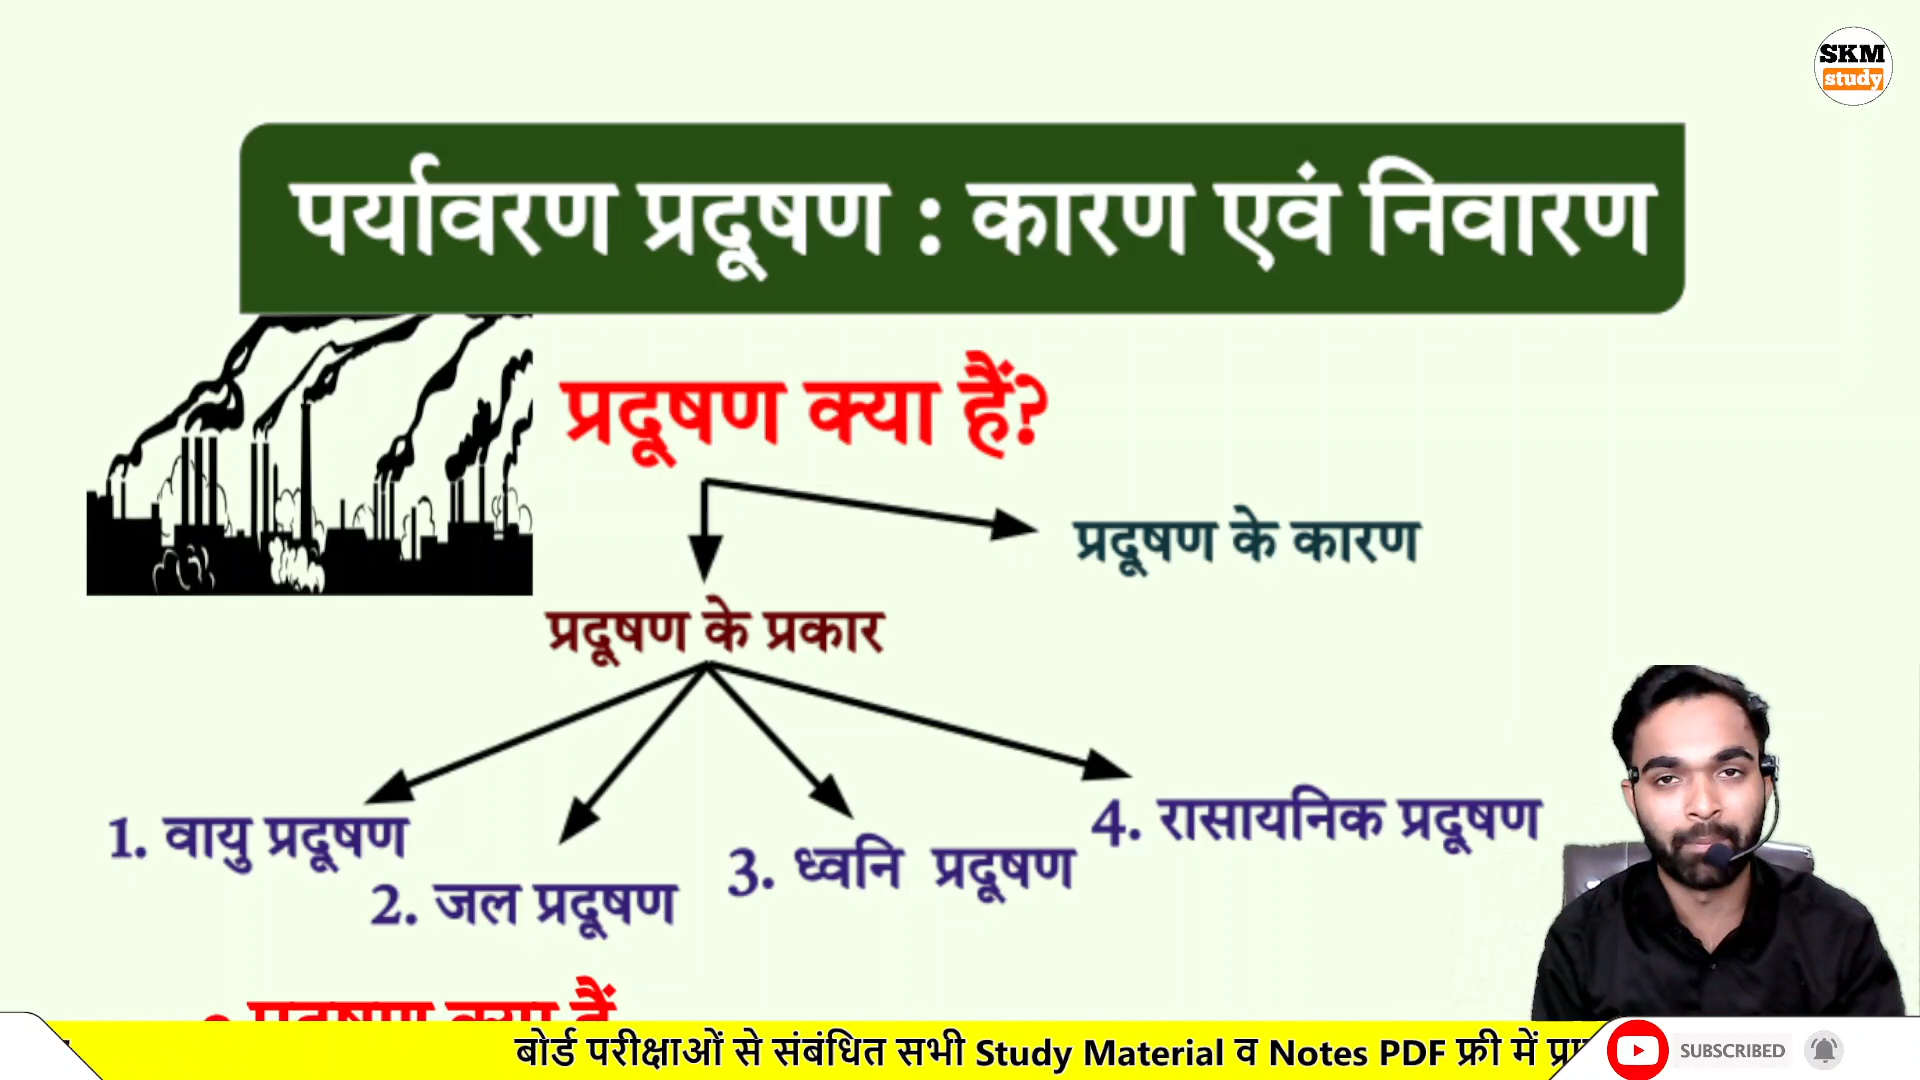 SKM
study
पर्यावरण प्रदूषण : कारण एवं निवारण
प्रदूषण क्या हैं?
प्रदूषण के कारण
प्रदूषण के प्रकार
1. वायु प्रदूषण
2. जल प्रदूषण
3. ध्वनि प्रदूषण
4. रासायनिक प्रदूषण
• प्रदूषण क्या हैं
बोर्ड परीक्षाओं से संबंधित सभी Study Material व Notes PDF फ्री में
SUBSCRIBED